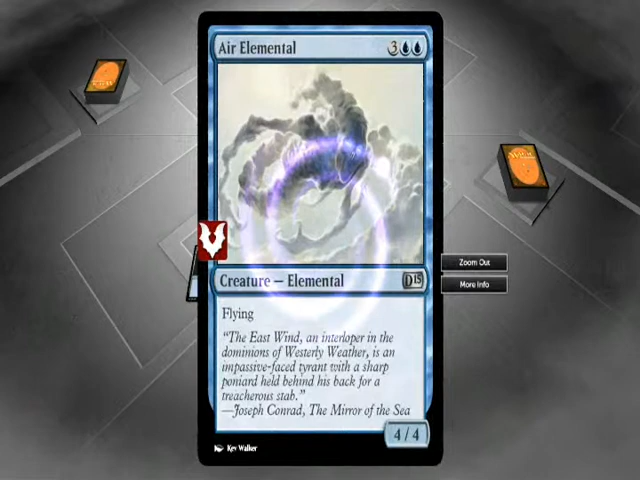 Air Elemental 3
Creature — Elemental D15
Zoom Out
More Info
Flying
"The East Wind, an interloper in the
dominions of Westerly Weather, is an
impassive-faced tyrant with a sharp
poniard held behind his back for a
treacherous stab."
—Joseph Conrad, The Mirror of the Sea
4 / 4
Kev Walker